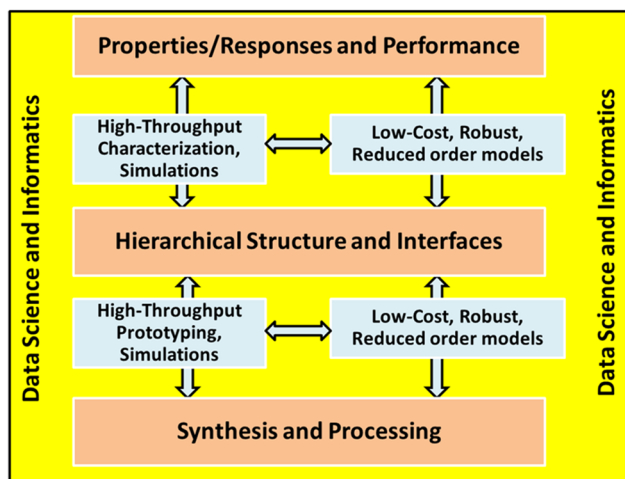 Properties/Responses and Performance
Data Science and Informatics
High-Throughput
Characterization,
Simulations
Low-Cost, Robust,
Reduced order models
Data Science and Informatics
Hierarchical Structure and Interfaces
High-Throughput
Prototyping,
Simulations
Low-Cost, Robust,
Reduced order models
Synthesis and Processing